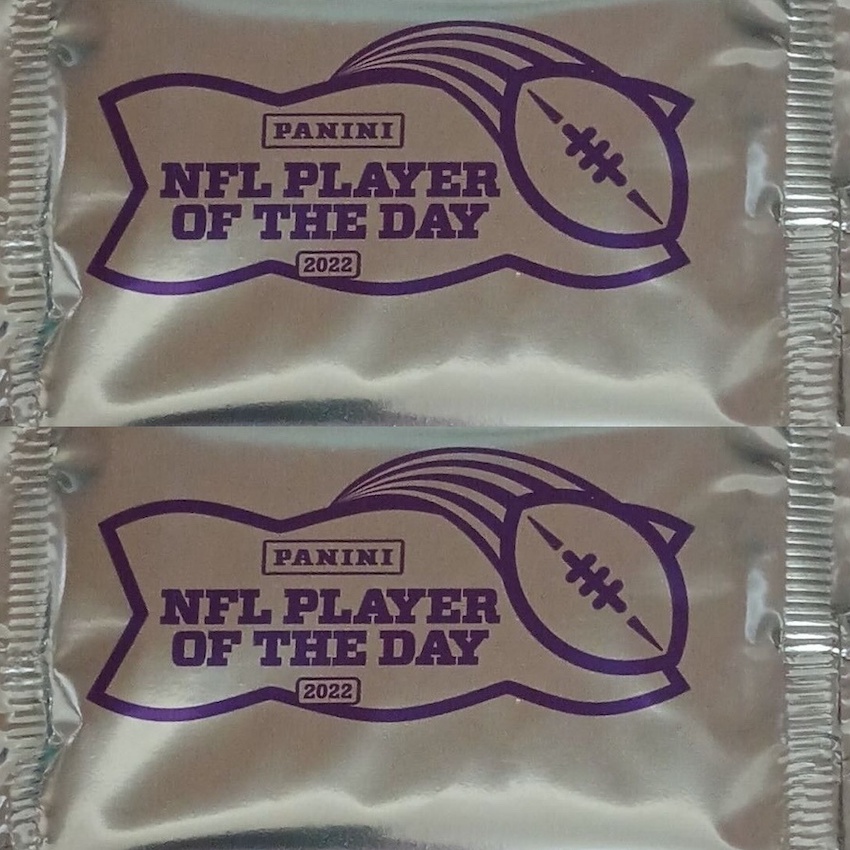 PANINI
NFL PLAYER
OF THE DAY
2022
PANINI
NFL PLAYER
OF THE DAY
2022